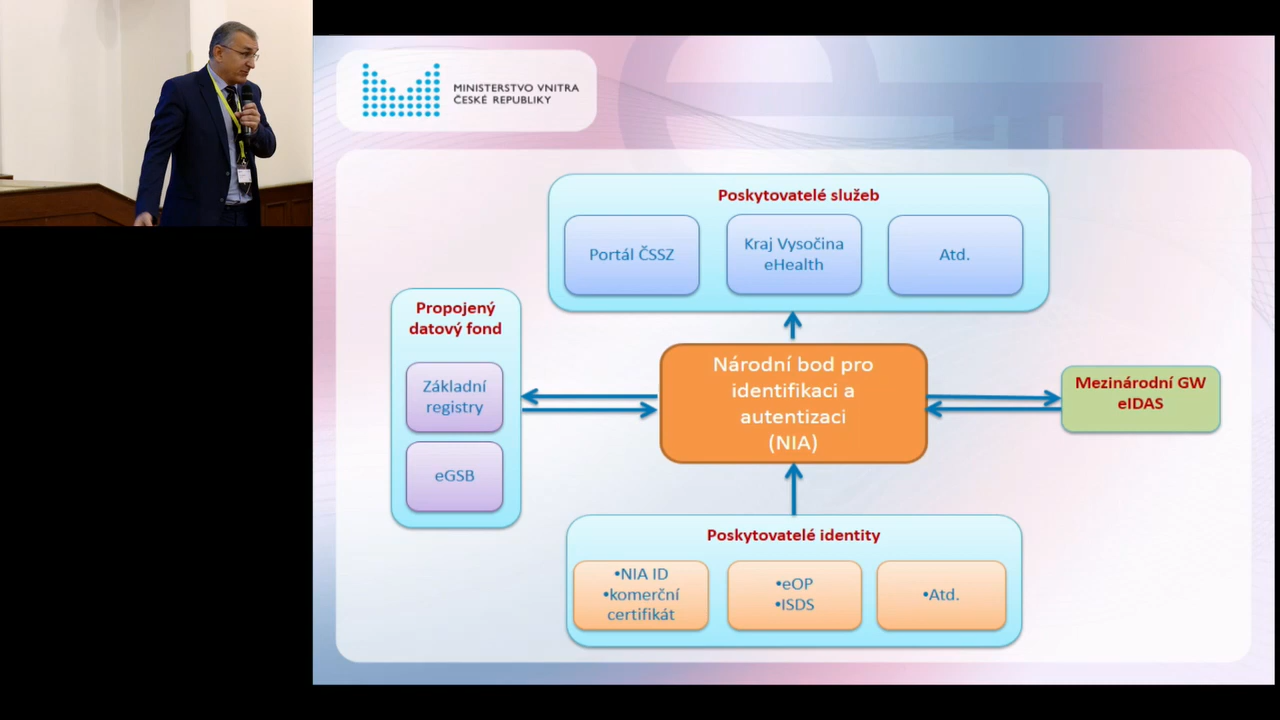 MINISTERSTVO VNITRA
ČESKÉ REPUBLIKY
Poskytovatelé služeb
Portál ČSSZ
Kraj Vysočina
eHealth
Atd.
Propojený
datový fond
Základní
registry
eGSB
Národní bod pro
identifikaci a
autentizaci
(NIA)
Mezinárodní GW
eIDAS
Poskytovatelé identity
•NIA ID
•komerční
certifikát
•eOP
•ISDS
•Atd.